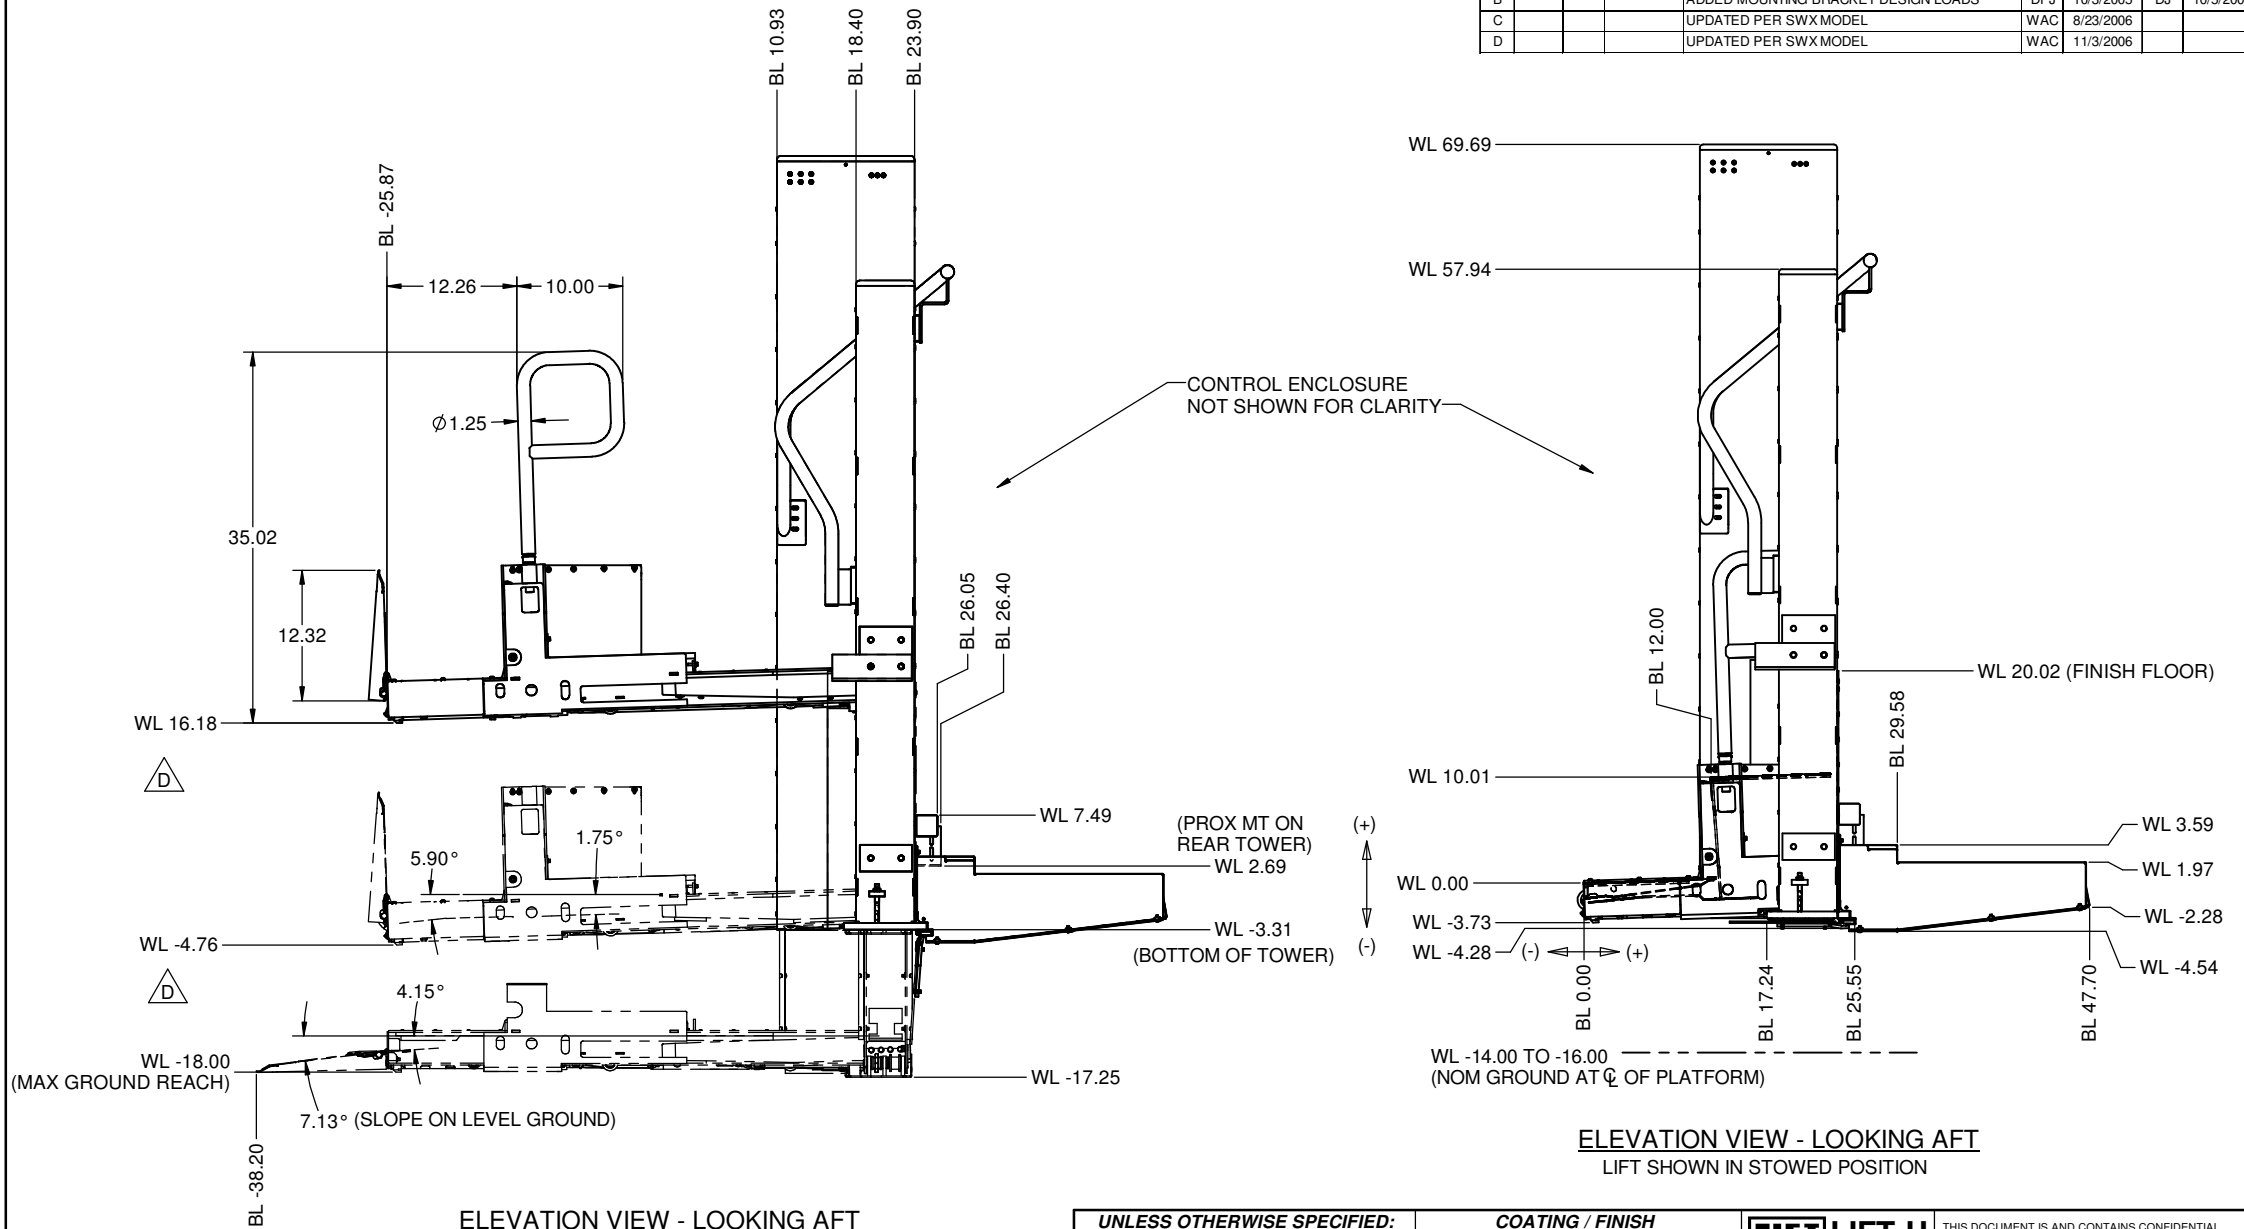 B ADDED MOUNTING BRACKET DESIGN LOADS DPJ 10/3/2005 DJ
C UPDATED PER SWX MODEL WAC 8/23/2006
D UPDATED PER SWX MODEL WAC 11/3/2006
BL 10.93
BL 18.40
BL 23.90
BL -25.87
12.26
10.00
Ø1.25
35.02
12.32
WL 16.18
D
BL 26.05
BL 26.40
5.90°
1.75°
WL -4.76
D
4.15°
WL -18.00
(MAX GROUND REACH)
7.13° (SLOPE ON LEVEL GROUND)
BL -38.20
WL 7.49
(PROX MT ON
REAR TOWER)
WL 2.69
WL -3.31
(BOTTOM OF TOWER)
WL -17.25
(+)
(-)
ELEVATION VIEW - LOOKING AFT
CONTROL ENCLOSURE
NOT SHOWN FOR CLARITY
WL 69.69
WL 57.94
BL 12.00
WL 20.02 (FINISH FLOOR)
BL 29.58
WL 10.01
WL 3.59
WL 1.97
WL 0.00
WL -2.28
WL -3.73
WL -4.28
(-) (+)
WL -4.54
BL 0.00
BL 17.24
BL 25.55
BL 47.70
WL -14.00 TO -16.00
(NOM GROUND AT ℄ OF PLATFORM)
ELEVATION VIEW - LOOKING AFT
LIFT SHOWN IN STOWED POSITION
UNLESS OTHERWISE SPECIFIED:
COATING / FINISH
LIFT-U
THIS DOCUMENT IS AND CONTAINS CONFIDENTIAL